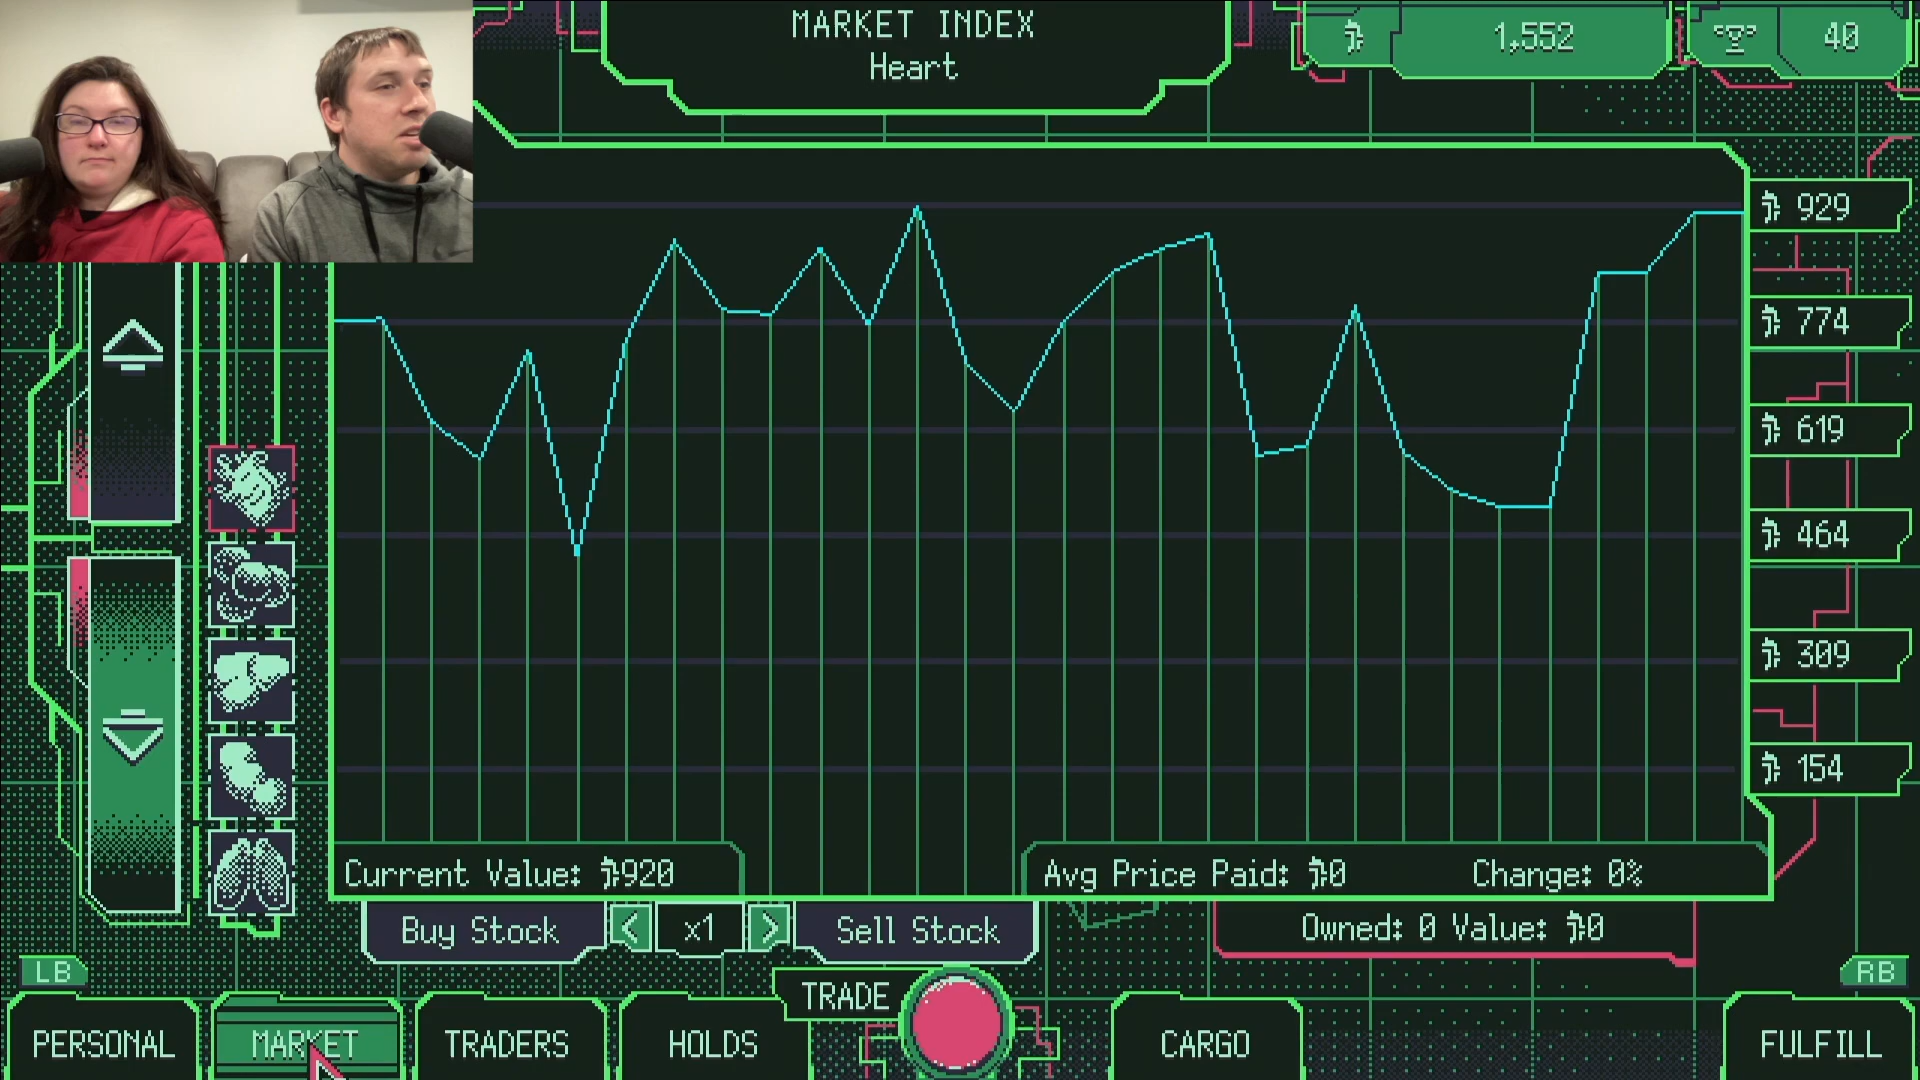 MARKET INDEX
Heart
1,552
40
929
774
619
464
309
154
Current Value: 920
Avg Price Paid: 0
Change: 0%
Buy Stock
x1
Sell Stock
Owned: 0 Value: 0
LB
RB
TRADE
PERSONAL
MARKET
TRADERS
HOLDS
CARGO
FULFILL